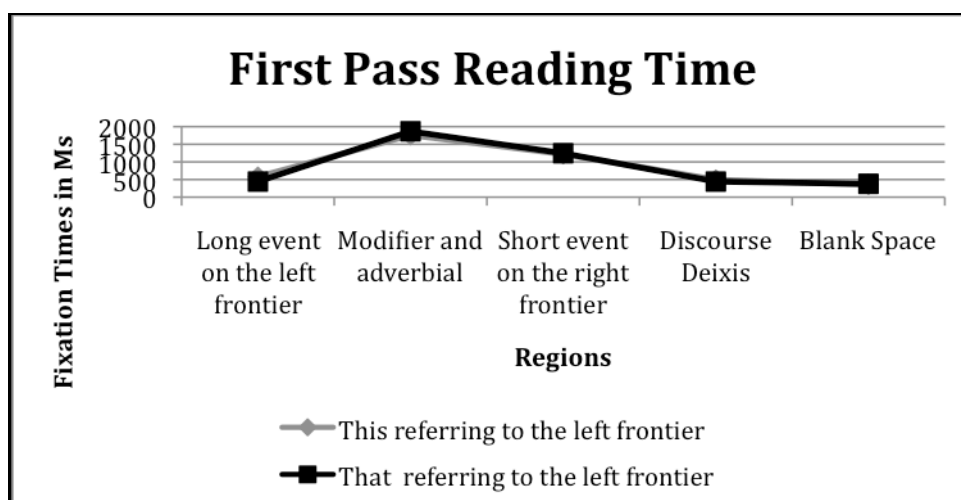 First Pass Reading Time
Fixation Times in Ms
2000
1500
1000
500
0
Long event on the left frontier
Modifier and adverbial
Short event on the right frontier
Discourse Deixis
Blank Space
Regions
This referring to the left frontier
That referring to the left frontier